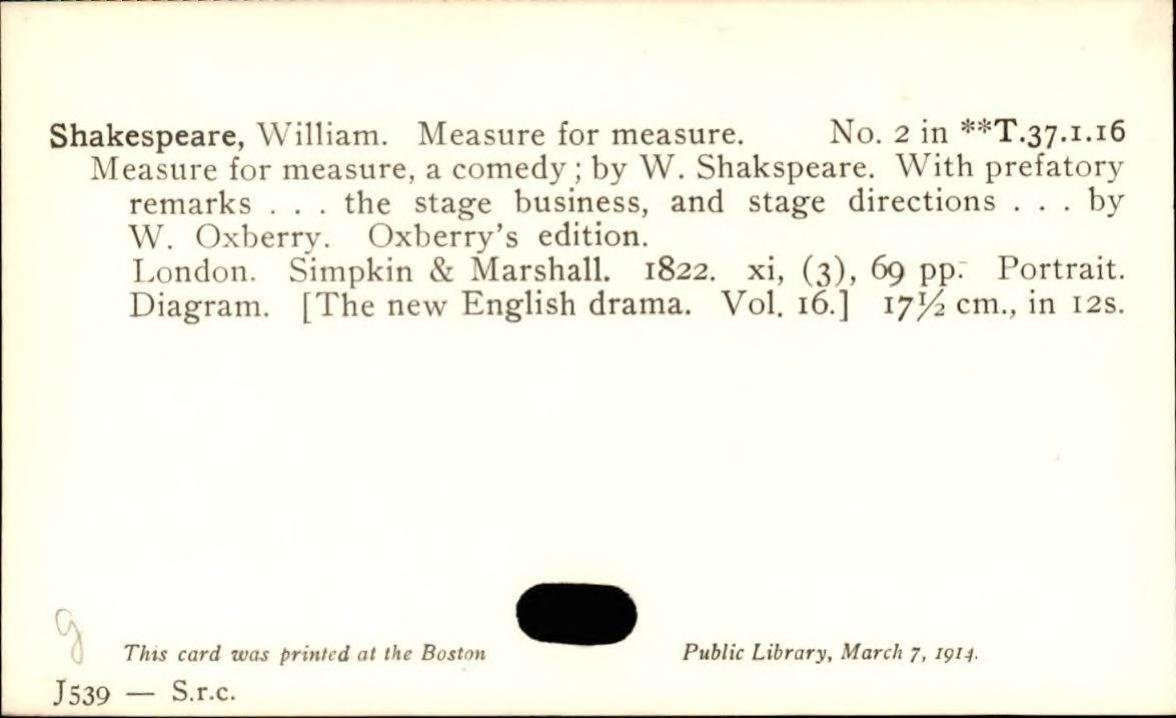 Shakespeare, William. Measure for measure. No. 2 in **T.37.1.16
Measure for measure, a comedy; by W. Shakspeare. With prefatory
remarks . . . the stage business, and stage directions . . . by
W. Oxberry. Oxberry's edition.
London. Simpkin & Marshall. 1822. xi, (3), 69 pp. Portrait.
Diagram. [The new English drama. Vol. 16.] 17½ cm., in 12s.
g
This card was printed at the Boston Public Library, March 7, 1914.
J539 — S.r.c.